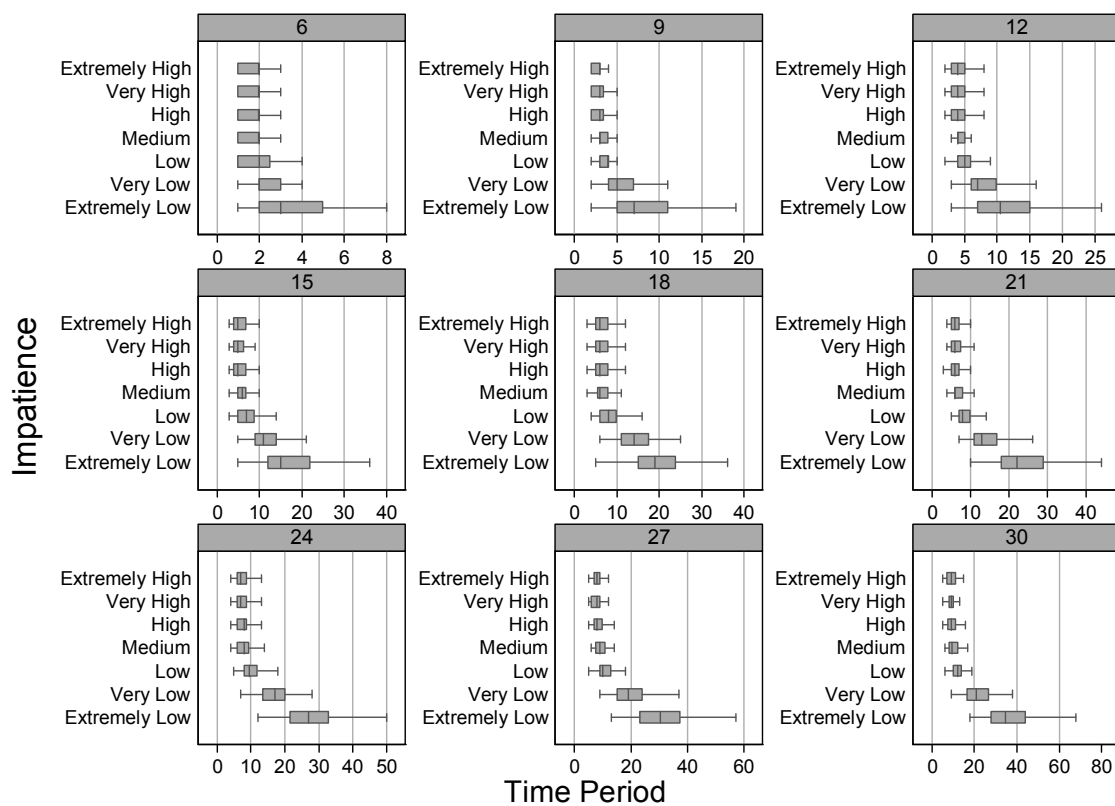 6
Extremely High
Very High
High
Medium
Low
Very Low
Extremely Low
0 2 4 6 8
9
Extremely High
Very High
High
Medium
Low
Very Low
Extremely Low
0 5 10 15 20
12
Extremely High
Very High
High
Medium
Low
Very Low
Extremely Low
0 5 10 15 20 25
Impatience
15
Extremely High
Very High
High
Medium
Low
Very Low
Extremely Low
0 10 20 30 40
18
Extremely High
Very High
High
Medium
Low
Very Low
Extremely Low
0 10 20 30 40
21
Extremely High
Very High
High
Medium
Low
Very Low
Extremely Low
0 10 20 30 40
24
Extremely High
Very High
High
Medium
Low
Very Low
Extremely Low
0 10 20 30 40 50
27
Extremely High
Very High
High
Medium
Low
Very Low
Extremely Low
0 20 40 60
30
Extremely High
Very High
High
Medium
Low
Very Low
Extremely Low
0 20 40 60 80
Time Period